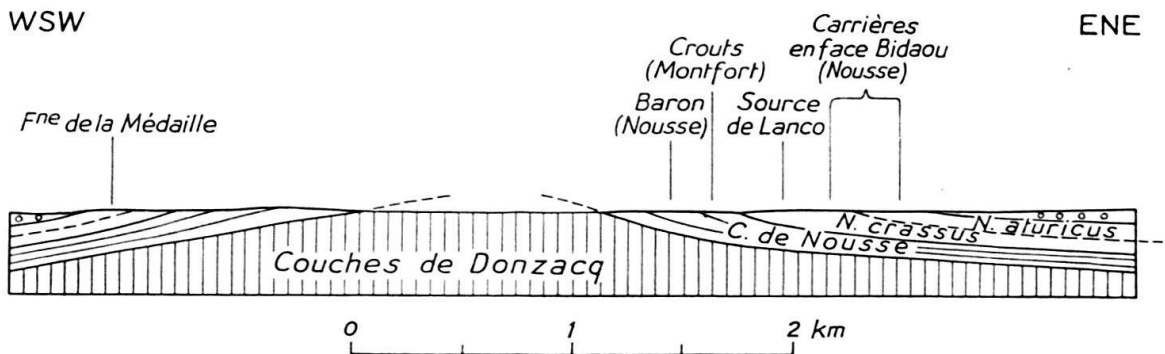 WSW
ENE
Carrières
en face Bidaou
(Nousse)
Crouts
(Montfort)
Baron
(Nousse)
Source
de Lanco
Fne de la Médaille
N. crassus
N. aturicus
C. de Nousse
Couches de Donzacq
0 1 2 km